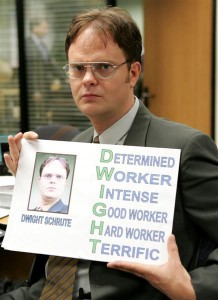 DETERMINED
WORKER
INTENSE
GOOD WORKER
HARD WORKER
TERRIFIC
DWIGHT SCHRUTE